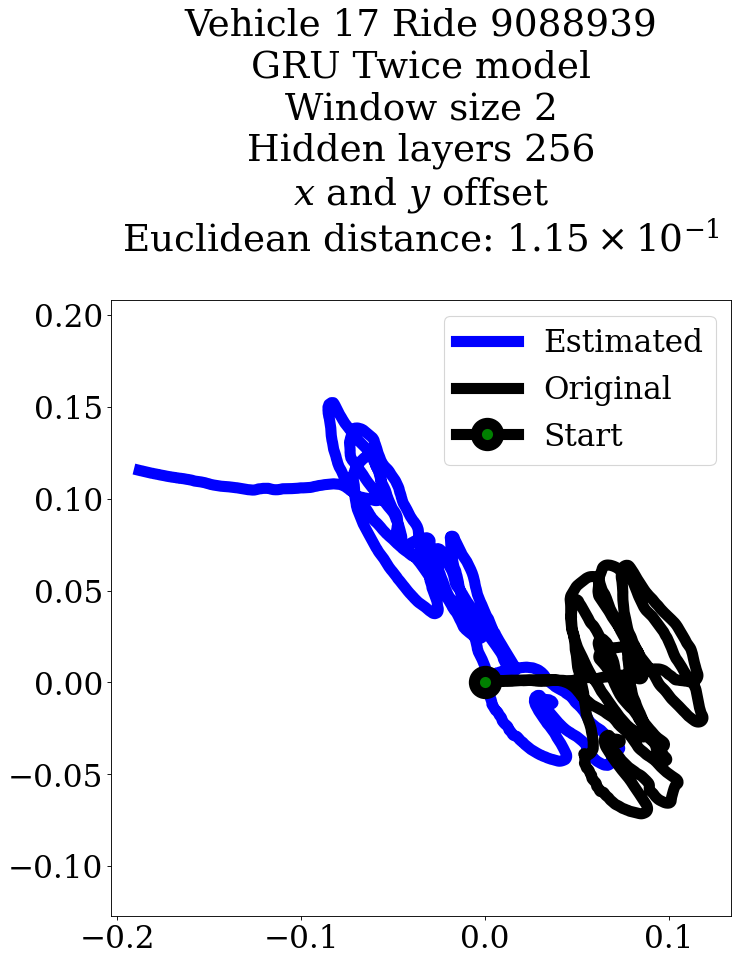 Vehicle 17 Ride 9088939
GRU Twice model
Window size 2
Hidden layers 256
x and y offset
Euclidean distance: 1.15 × 10⁻¹
Estimated
Original
Start
0.20
0.15
0.10
0.05
0.00
−0.05
−0.10
−0.2
−0.1
0.0
0.1